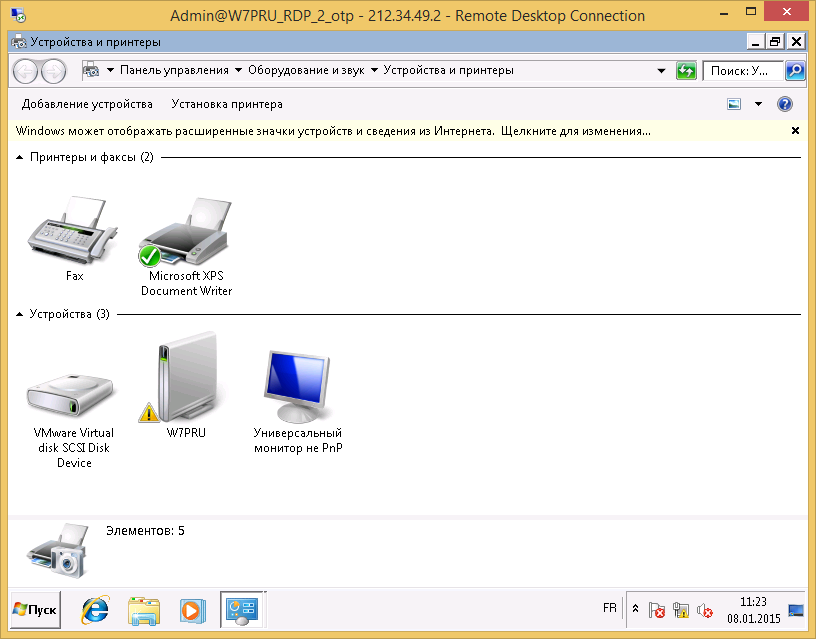 Admin@W7PRU_RDP_2_otp - 212.34.49.2 - Remote Desktop Connection
Устройства и принтеры
Панель управления Оборудование и звук Устройства и принтеры
Поиск: У...
Добавление устройства Установка принтера
Windows может отображать расширенные значки устройств и сведения из Интернета. Щелкните для изменения...
Принтеры и факсы (2)
Fax
Microsoft XPS
Document Writer
Устройства (3)
VMware Virtual
disk SCSI Disk
Device
W7PRU
Универсальный
монитор не PnP
Элементов: 5
Пуск
FR
11:23
08.01.2015